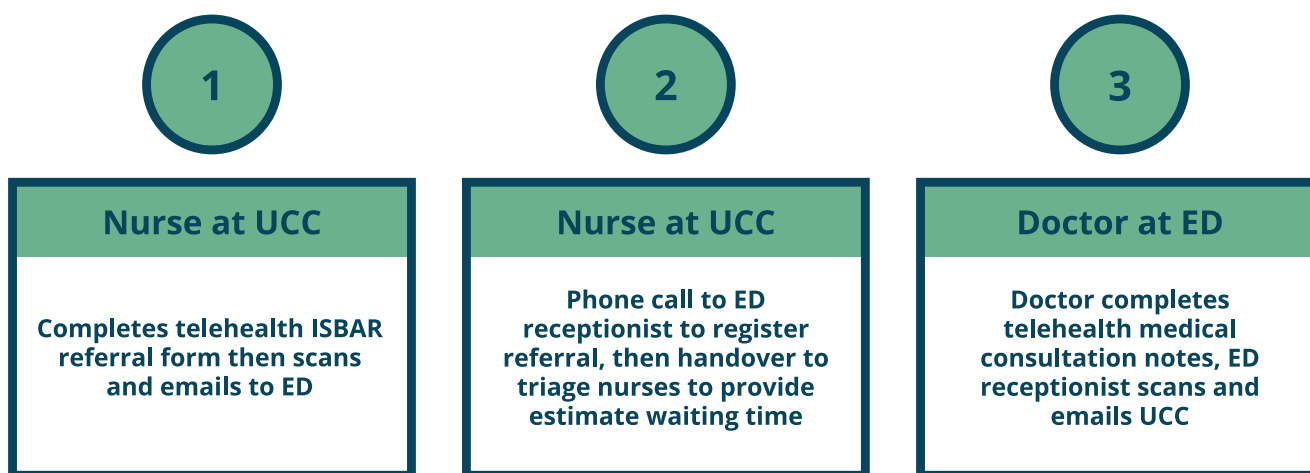 1
Nurse at UCC
Completes telehealth ISBAR
referral form then scans
and emails to ED
2
Nurse at UCC
Phone call to ED
receptionist to register
referral, then handover to
triage nurses to provide
estimate waiting time
3
Doctor at ED
Doctor completes
telehealth medical
consultation notes, ED
receptionist scans and
emails UCC